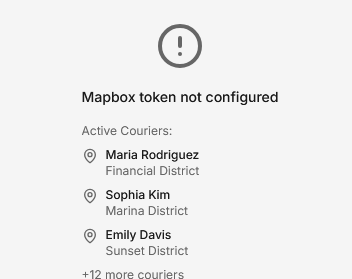 Mapbox token not configured
Active Couriers:
Maria Rodriguez
Financial District
Sophia Kim
Marina District
Emily Davis
Sunset District
+12 more couriers